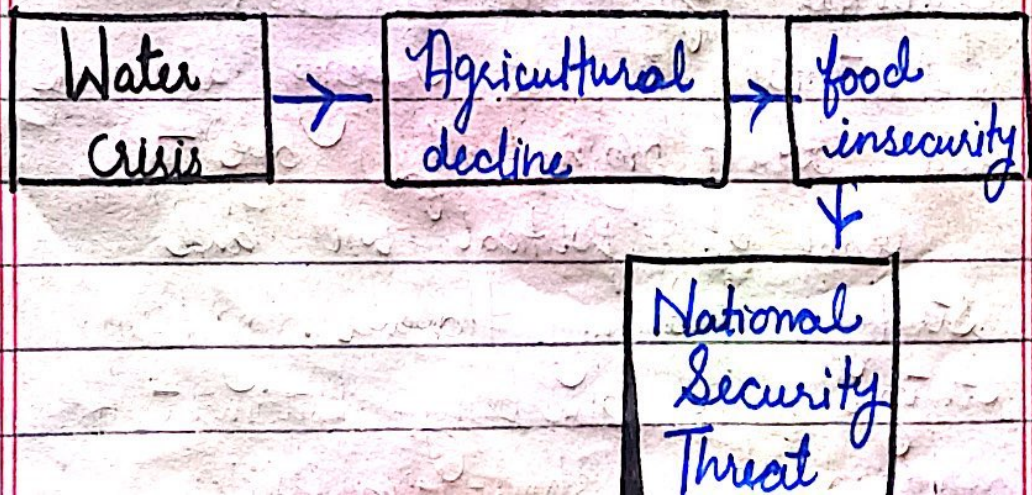 Water
Crisis
Agricultural
decline
food
insecurity
National
Security
Threat